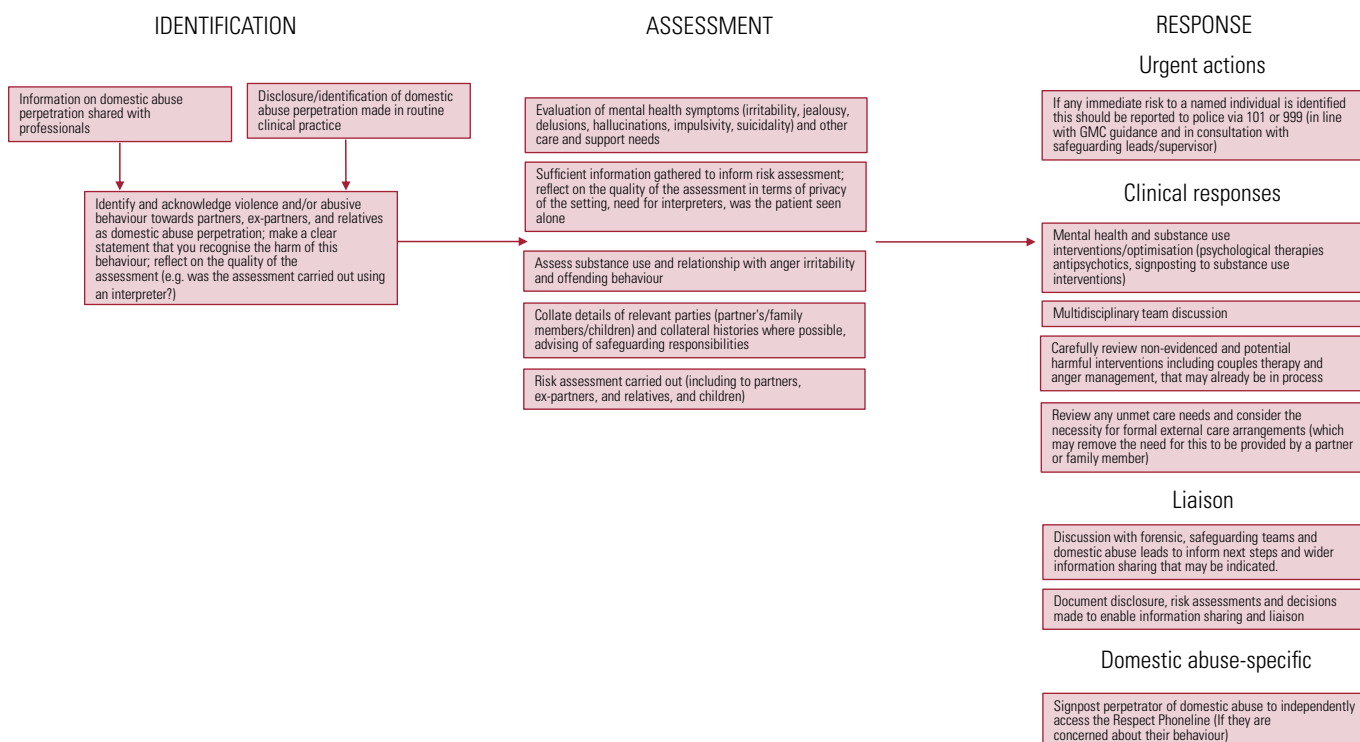 IDENTIFICATION
Information on domestic abuse
perpetration shared with
professionals
Disclosure/identification of domestic
abuse perpetration made in routine
clinical practice
Identify and acknowledge violence and/or abusive
behaviour towards partners, ex-partners, and relatives
as domestic abuse perpetration; make a clear
statement that you recognise the harm of this
behaviour; reflect on the quality of the
assessment (e.g. was the assessment carried out using
an interpreter?)
ASSESSMENT
Evaluation of mental health symptoms (irritability, jealousy,
delusions, hallucinations, impulsivity, suicidality) and other
care and support needs
Sufficient information gathered to inform risk assessment;
reflect on the quality of the assessment in terms of privacy
of the setting, need for interpreters, was the patient seen
alone
Assess substance use and relationship with anger irritability
and offending behaviour
Collate details of relevant parties (partner's/family
members/children) and collateral histories where possible,
advising of safeguarding responsibilities
Risk assessment carried out (including to partners,
ex-partners, and relatives, and children)
RESPONSE
Urgent actions
If any immediate risk to a named individual is identified
this should be reported to police via 101 or 999 (in line
with GMC guidance and in consultation with
safeguarding leads/supervisor)
Clinical responses
Mental health and substance use
interventions/optimisation (psychological therapies
antipsychotics, signposting to substance use
interventions)
Multidisciplinary team discussion
Carefully review non-evidenced and potential
harmful interventions including couples therapy and
anger management, that may already be in process
Review any unmet care needs and consider the
necessity for formal external care arrangements (which
may remove the need for this to be provided by a partner
or family member)
Liaison
Discussion with forensic, safeguarding teams and
domestic abuse leads to inform next steps and wider
information sharing that may be indicated.
Document disclosure, risk assessments and decisions
made to enable information sharing and liaison
Domestic abuse-specific
Signpost perpetrator of domestic abuse to independently
access the Respect Phoneline (If they are
concerned about their behaviour)